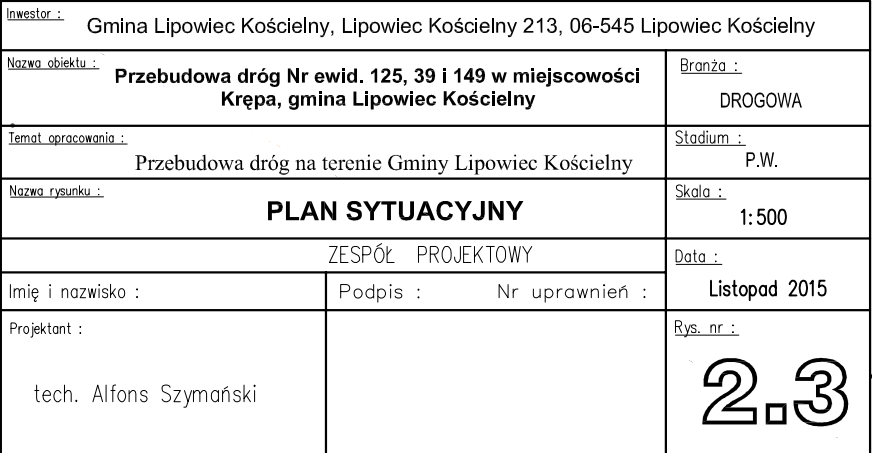 Inwestor :
Gmina Lipowiec Kościelny, Lipowiec Kościelny 213, 06-545 Lipowiec Kościelny
Nazwa obiektu :
Przebudowa dróg Nr ewid. 125, 39 i 149 w miejscowości
Krępa, gmina Lipowiec Kościelny
Branża :
DROGOWA
Temat opracowania :
Przebudowa dróg na terenie Gminy Lipowiec Kościelny
Stadium :
P.W.
Nazwa rysunku :
PLAN SYTUACYJNY
Skala :
1:500
ZESPÓŁ PROJEKTOWY
Data :
Listopad 2015
Imię i nazwisko :
Podpis :
Nr uprawnień :
Projektant :
tech. Alfons Szymański
Rys. nr :
2.3